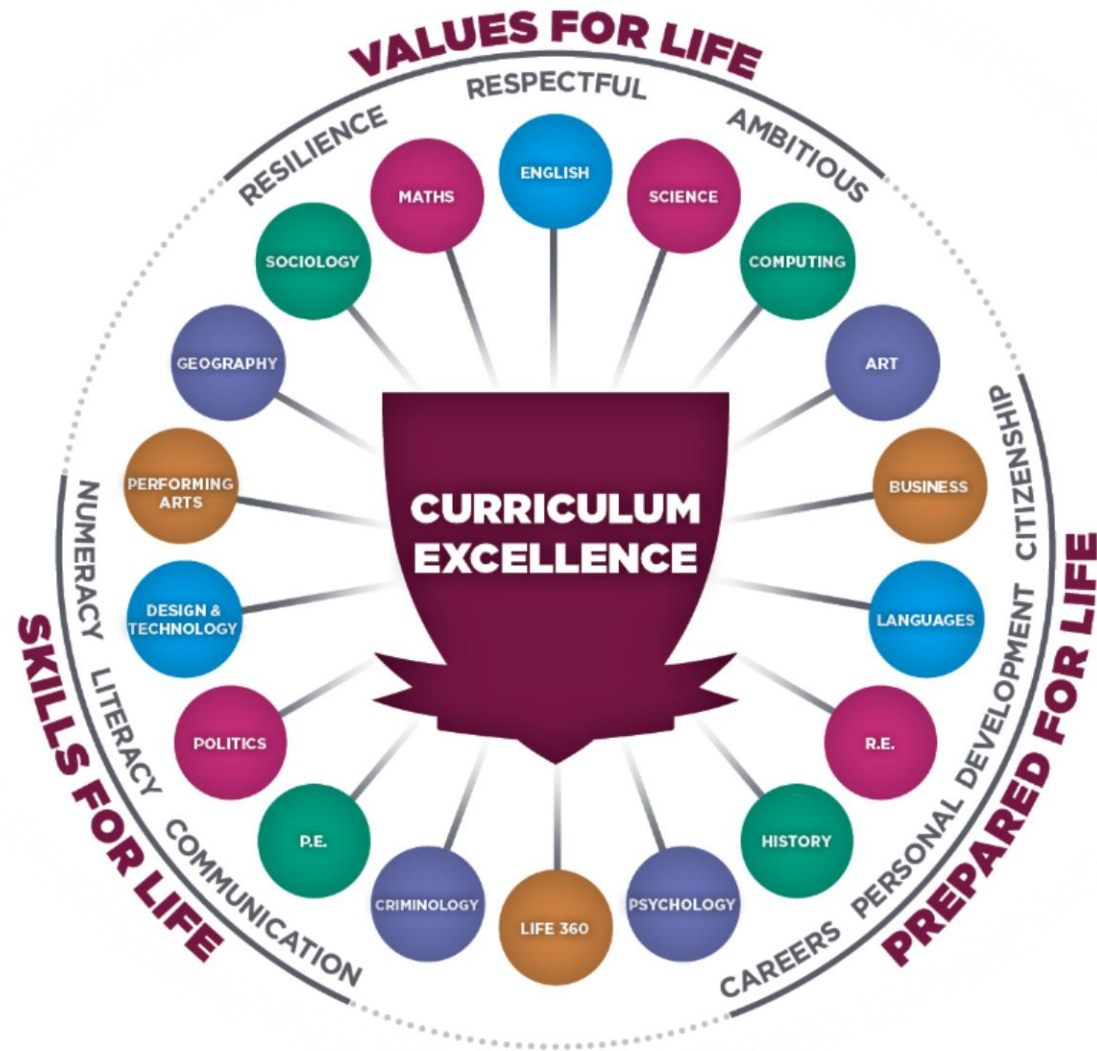 VALUES FOR LIFE
RESILIENCE RESPECTFUL AMBITIOUS
ENGLISH
SCIENCE
COMPUTING
ART
BUSINESS
LANGUAGES
R.E.
HISTORY
PSYCHOLOGY
LIFE 360
CRIMINOLOGY
P.E.
POLITICS
DESIGN &
TECHNOLOGY
PERFORMING
ARTS
GEOGRAPHY
SOCIOLOGY
MATHS
CURRICULUM
EXCELLENCE
SKILLS FOR LIFE
NUMERACY LITERACY COMMUNICATION
PREPARED FOR LIFE
CAREERS PERSONAL DEVELOPMENT CITIZENSHIP